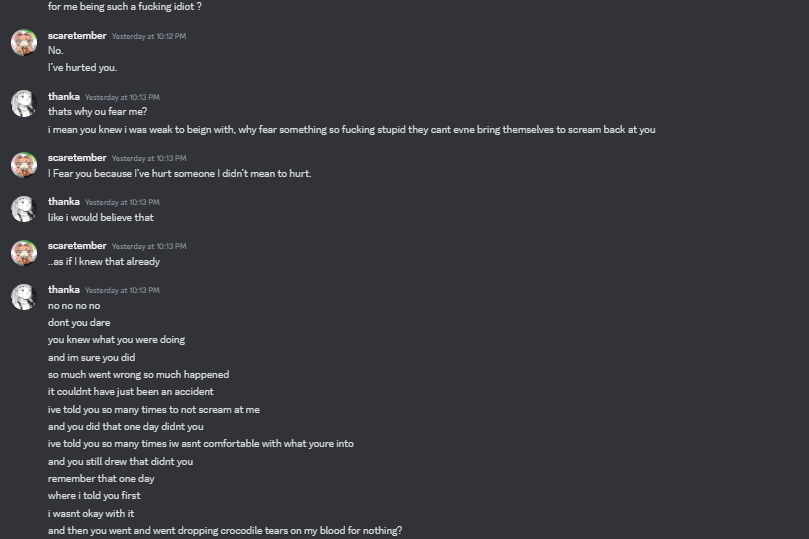 for me being such a fucking idiot ?
scaretember Yesterday at 10:12 PM
No.
I've hurted you.
thanka Yesterday at 10:13 PM
thats why ou fear me?
i mean you knew i was weak to beign with, why fear something so fucking stupid they cant evne bring themselves to scream back at you
scaretember Yesterday at 10:13 PM
I Fear you because I've hurt someone I didn't mean to hurt.
thanka Yesterday at 10:13 PM
like i would believe that
scaretember Yesterday at 10:13 PM
..as if I knew that already
thanka Yesterday at 10:13 PM
no no no no
dont you dare
you knew what you were doing
and im sure you did
so much went wrong so much happened
it couldnt have just been an accident
ive told you so many times to not scream at me
and you did that one day didnt you
ive told you so many times iw asnt comfortable with what youre into
and you still drew that didnt you
remember that one day
where i told you first
i wasnt okay with it
and then you went and went dropping crocodile tears on my blood for nothing?